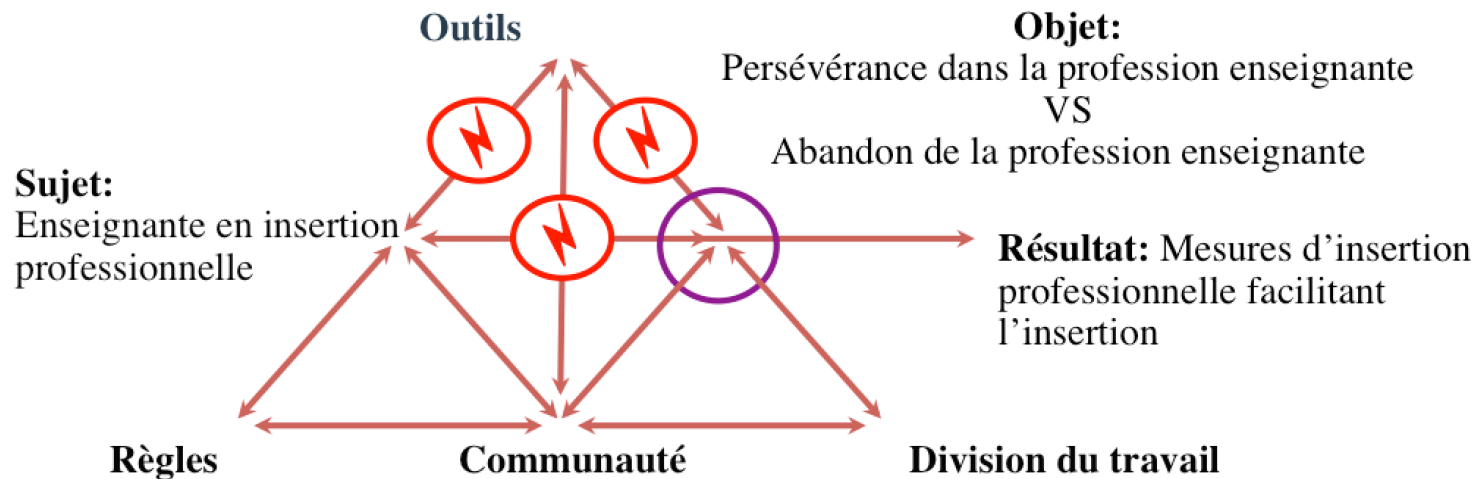 Outils
Objet:
Persévérance dans la profession enseignante
VS
Abandon de la profession enseignante
Sujet:
Enseignante en insertion
professionnelle
Résultat: Mesures d’insertion
professionnelle facilitant
l’insertion
Règles
Communauté
Division du travail